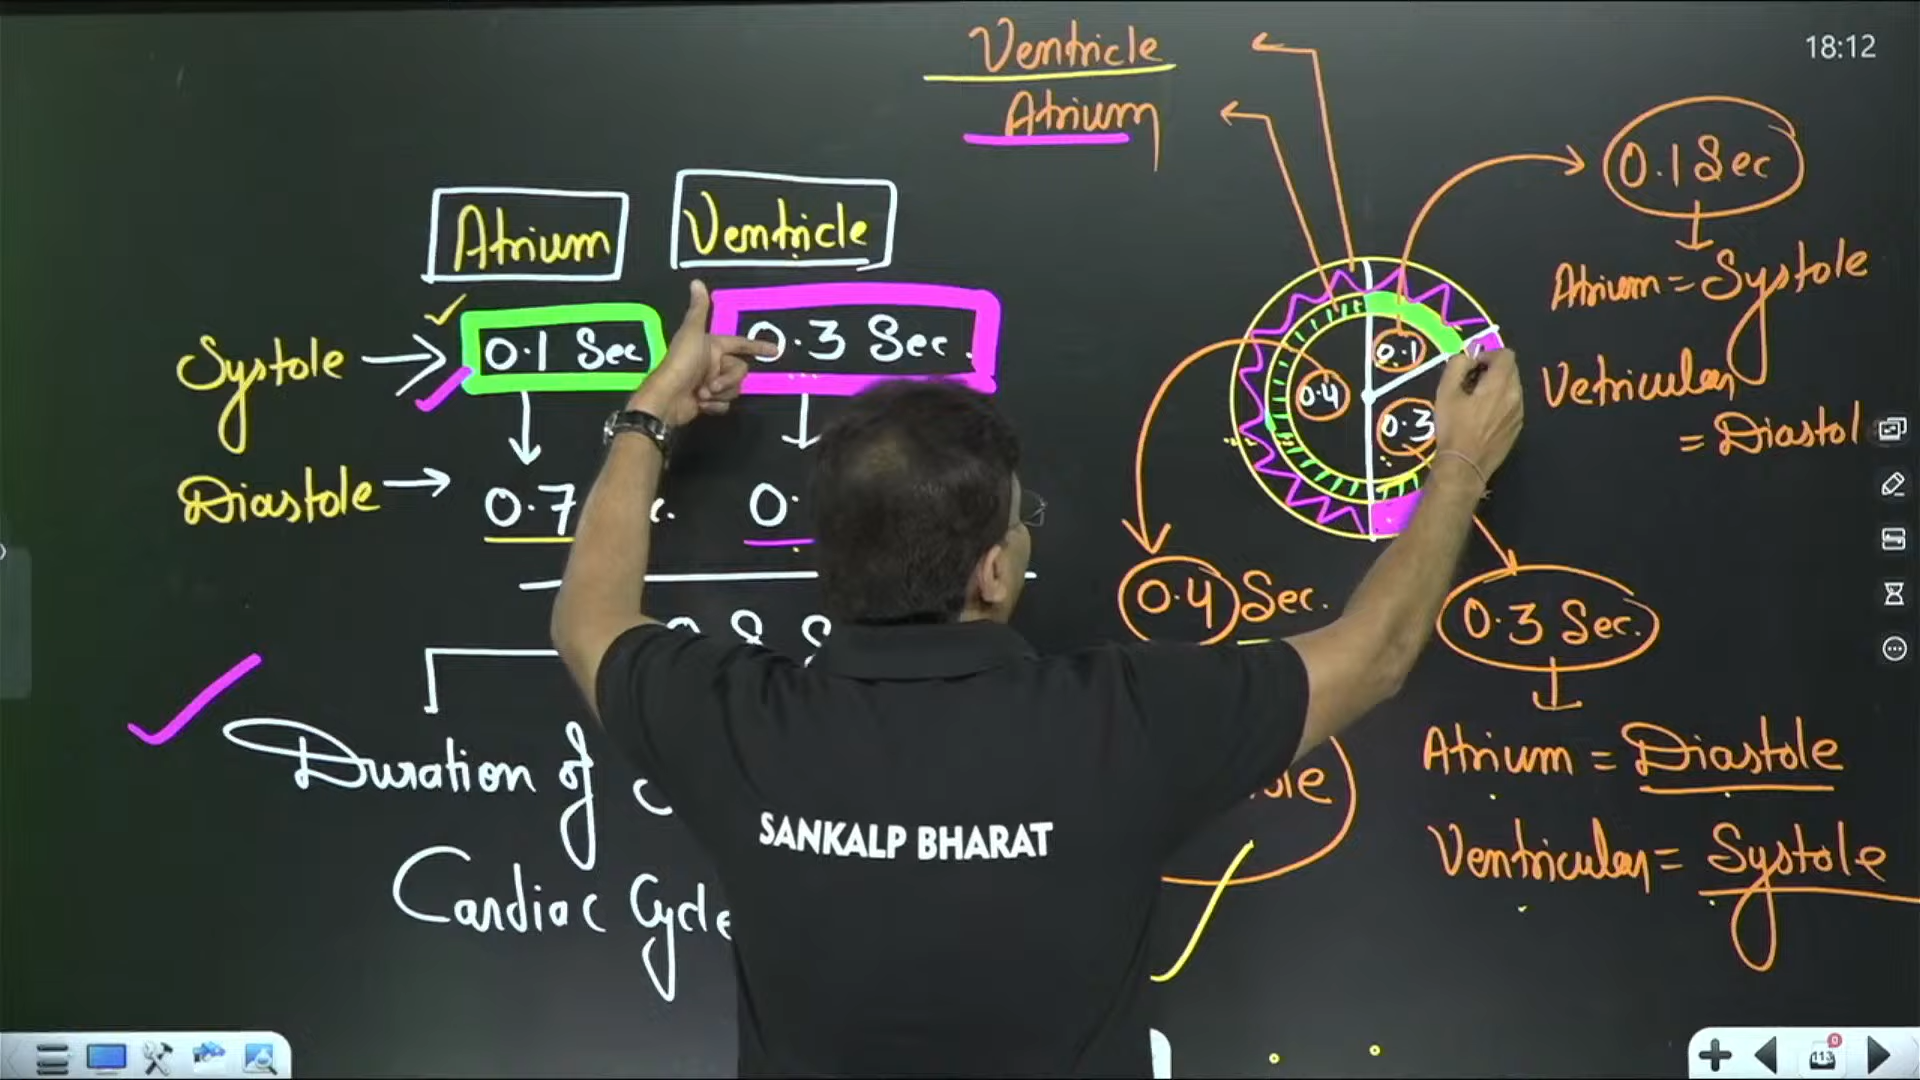 Ventricle
Atrium
18:12
0.1 Sec
Atrium = Systole
Vetricular
= Diastol
Atrium Ventricle
Systole 0.1 Sec 0.3 Sec.
Diastole 0.7 0.
0.1
0.4
0.3
0.4 Sec.
0.3 Sec.
Atrium = Diastole
Ventricular = Systole
Duration of
Cardiac Cycle
SANKALP BHARAT
113
0